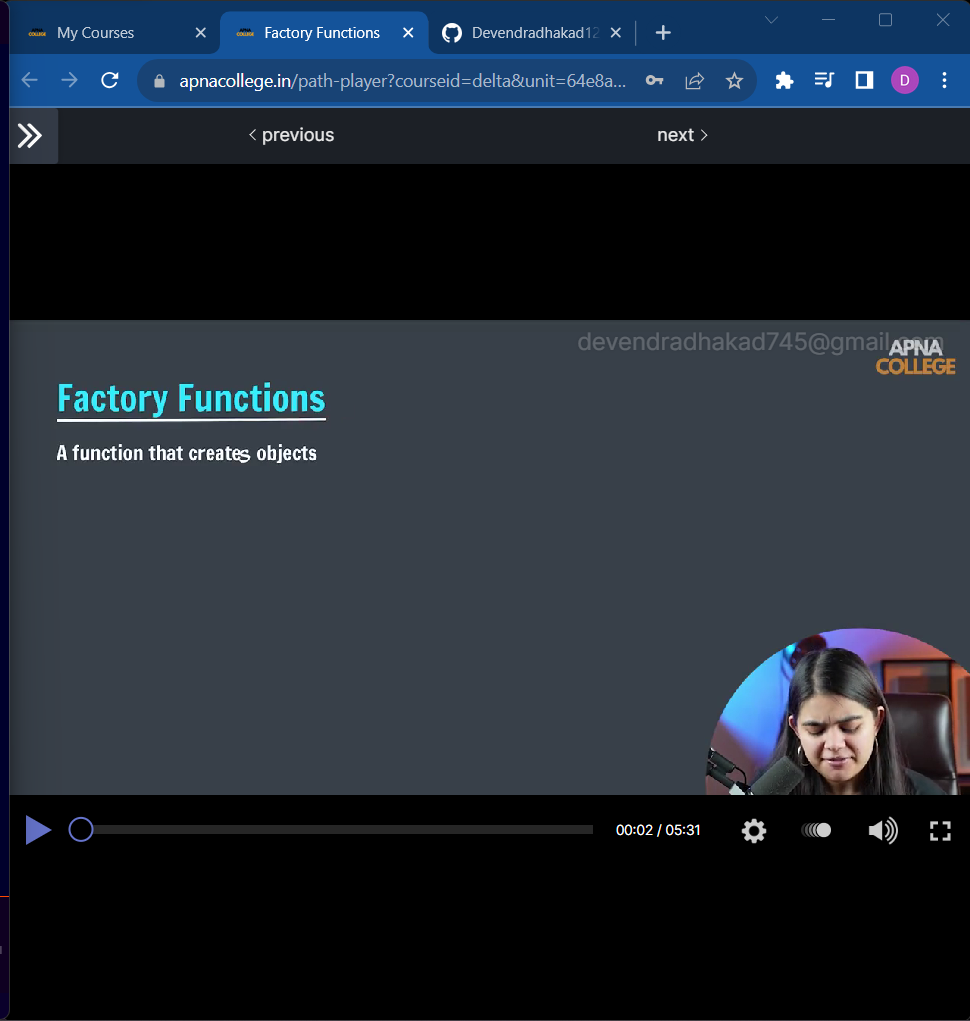 My Courses
Factory Functions
Devendradhakad12
apnacollege.in/path-player?courseid=delta&unit=64e8a...
D
previous
next
devendradhakad745@gmail.com
APNA
COLLEGE
Factory Functions
A function that creates objects
00:02 / 05:31